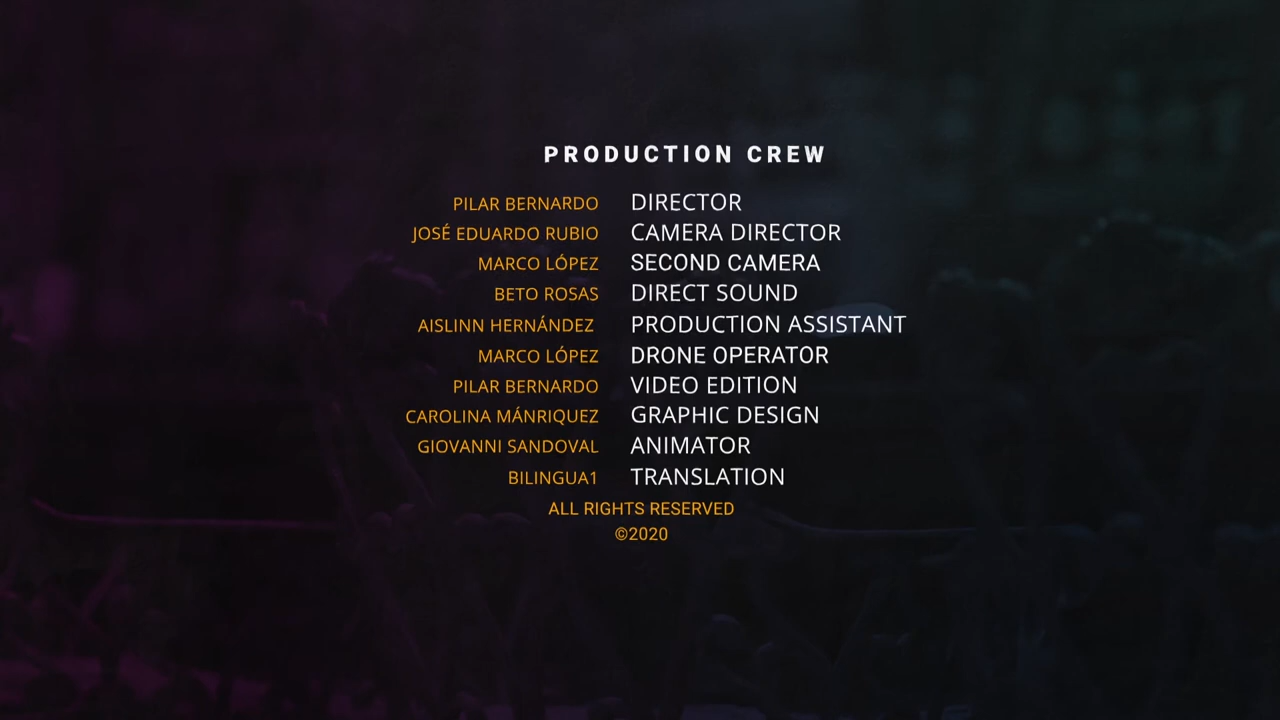 PRODUCTION CREW
PILAR BERNARDO DIRECTOR
JOSÉ EDUARDO RUBIO CAMERA DIRECTOR
MARCO LÓPEZ SECOND CAMERA
BETO ROSAS DIRECT SOUND
AISLINN HERNÁNDEZ PRODUCTION ASSISTANT
MARCO LÓPEZ DRONE OPERATOR
PILAR BERNARDO VIDEO EDITION
CAROLINA MÁNRIQUEZ GRAPHIC DESIGN
GIOVANNI SANDOVAL ANIMATOR
BILINGUA1 TRANSLATION
ALL RIGHTS RESERVED
©2020